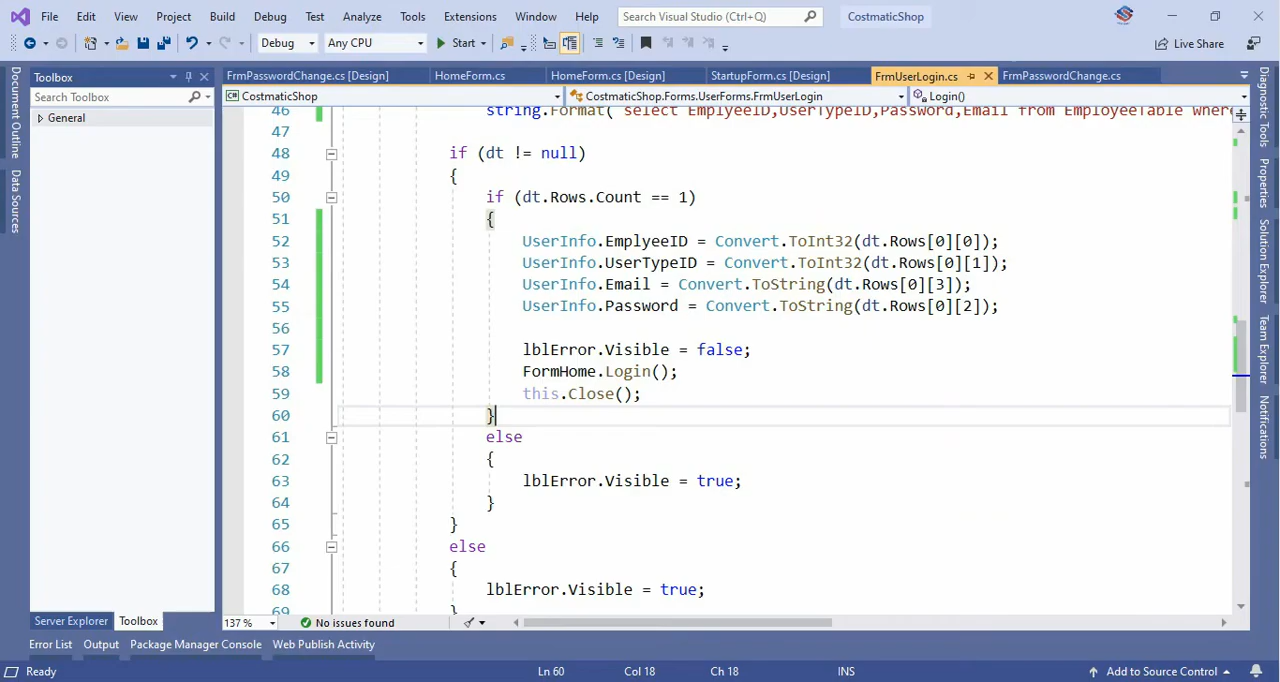 File Edit View Project Build Debug Test Analyze Tools Extensions Window Help Search Visual Studio (Ctrl+Q) CostmaticShop
Debug Any CPU Start Live Share
Toolbox
Search Toolbox
General
Document Outline
Data Sources
FrmPasswordChange.cs [Design] HomeForm.cs HomeForm.cs [Design] StartupForm.cs [Design] FrmUserLogin.cs FrmPasswordChange.cs
CostmaticShop CostmaticShop.Forms.UserForms.FrmUserLogin Login()
46 string.Format(" select EmplyeeID,UserTypeID,Password,Email from EmployeeTable where
47
48 if (dt != null)
49 {
50 if (dt.Rows.Count == 1)
51 {
52 UserInfo.EmplyeeID = Convert.ToInt32(dt.Rows[0][0]);
53 UserInfo.UserTypeID = Convert.ToInt32(dt.Rows[0][1]);
54 UserInfo.Email = Convert.ToString(dt.Rows[0][3]);
55 UserInfo.Password = Convert.ToString(dt.Rows[0][2]);
56
57 lblError.Visible = false;
58 FormHome.Login();
59 this.Close();
60 }
61 else
62 {
63 lblError.Visible = true;
64 }
65 }
66 else
67 {
68 lblError.Visible = true;
69 }
Diagnostic Tools
Properties
Solution Explorer
Team Explorer
Notifications
137 % No issues found
Server Explorer Toolbox
Error List Output Package Manager Console Web Publish Activity
Ready Ln 60 Col 18 Ch 18 INS Add to Source Control